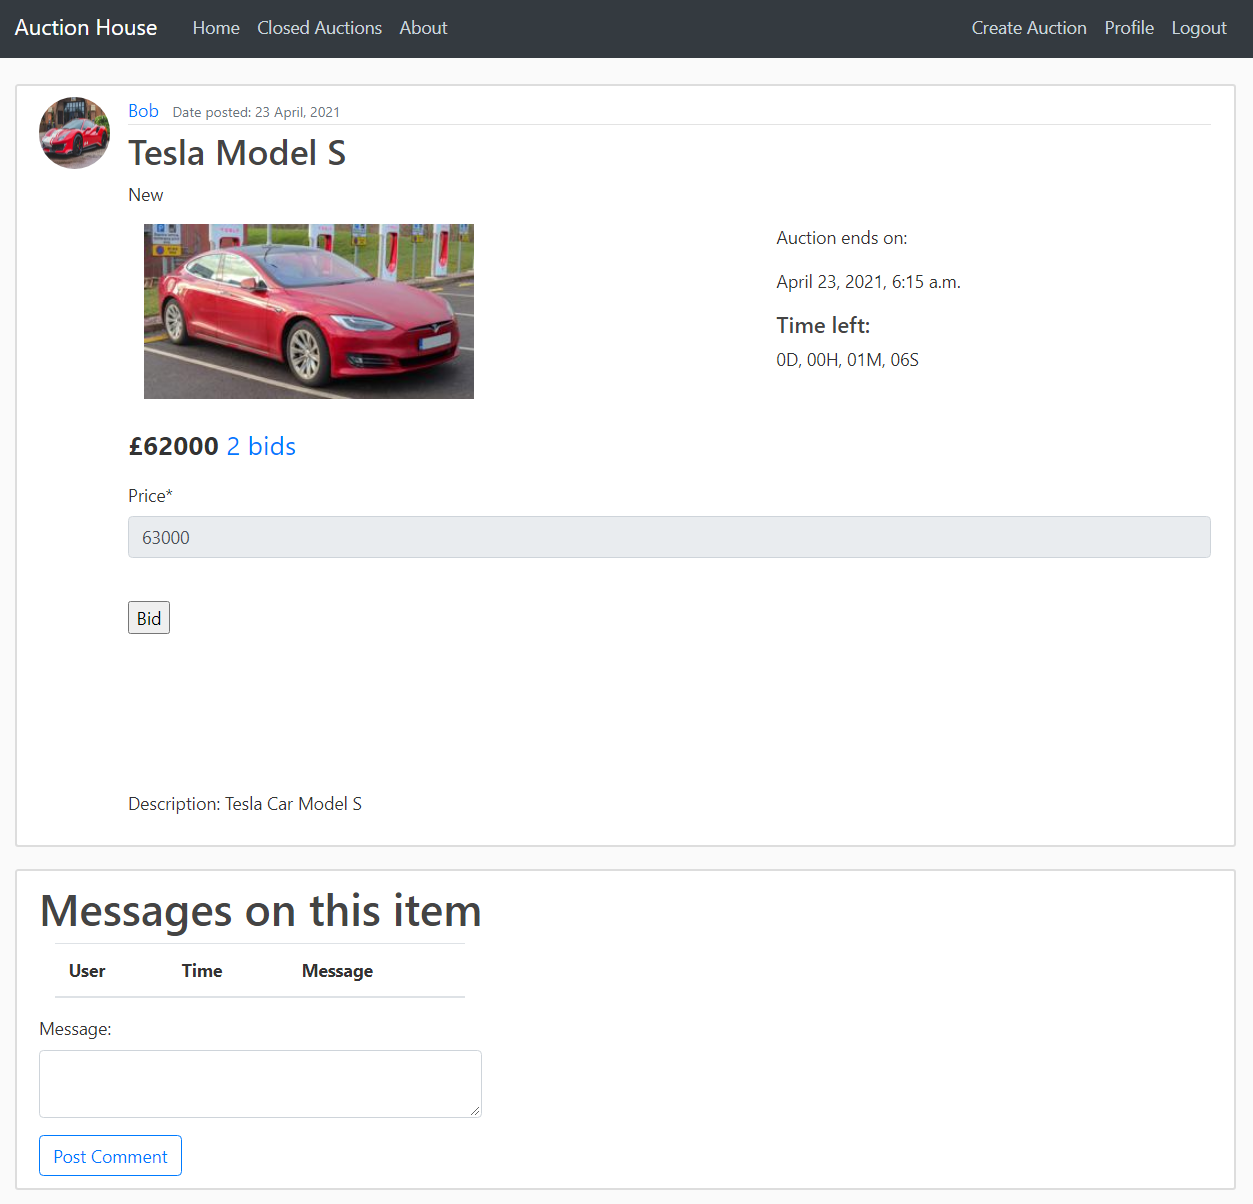 Auction House Home Closed Auctions About Create Auction Profile Logout
Bob Date posted: 23 April, 2021
Tesla Model S
New
Auction ends on:
April 23, 2021, 6:15 a.m.
Time left:
0D, 00H, 01M, 06S
£62000 2 bids
Price*
63000
Bid
Description: Tesla Car Model S
Messages on this item
User Time Message
Message:
Post Comment